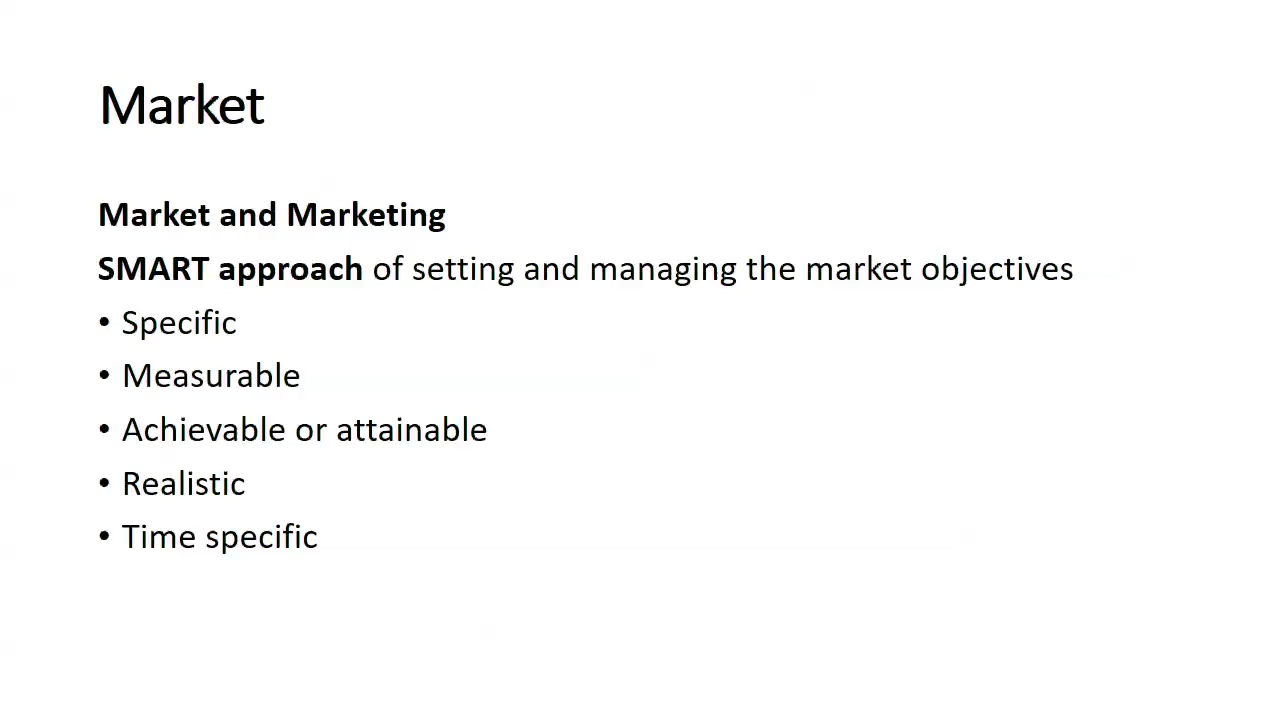 Market
Market and Marketing
SMART approach of setting and managing the market objectives
• Specific
• Measurable
• Achievable or attainable
• Realistic
• Time specific